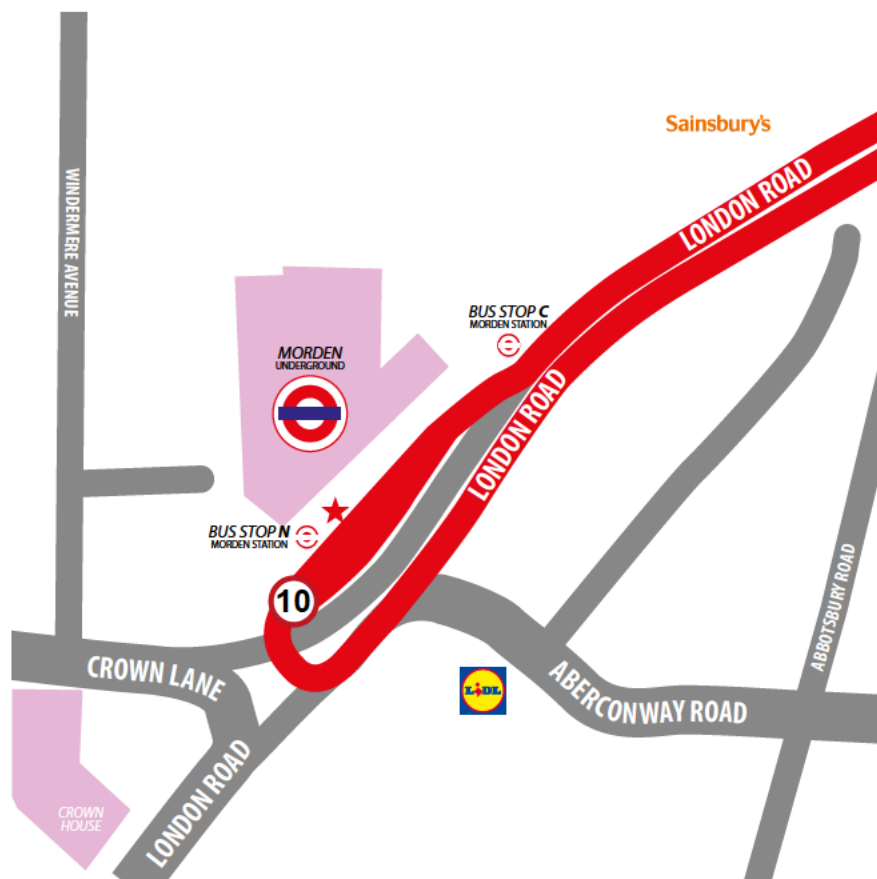 Sainsbury's
LONDON ROAD
WINDERMERE AVENUE
BUS STOP C
MORDEN STATION
MORDEN
UNDERGROUND
LONDON ROAD
BUS STOP N
MORDEN STATION
10
ABBOTSBURY ROAD
CROWN LANE
LIDL
ABERCONWAY ROAD
LONDON ROAD
CROWN
HOUSE